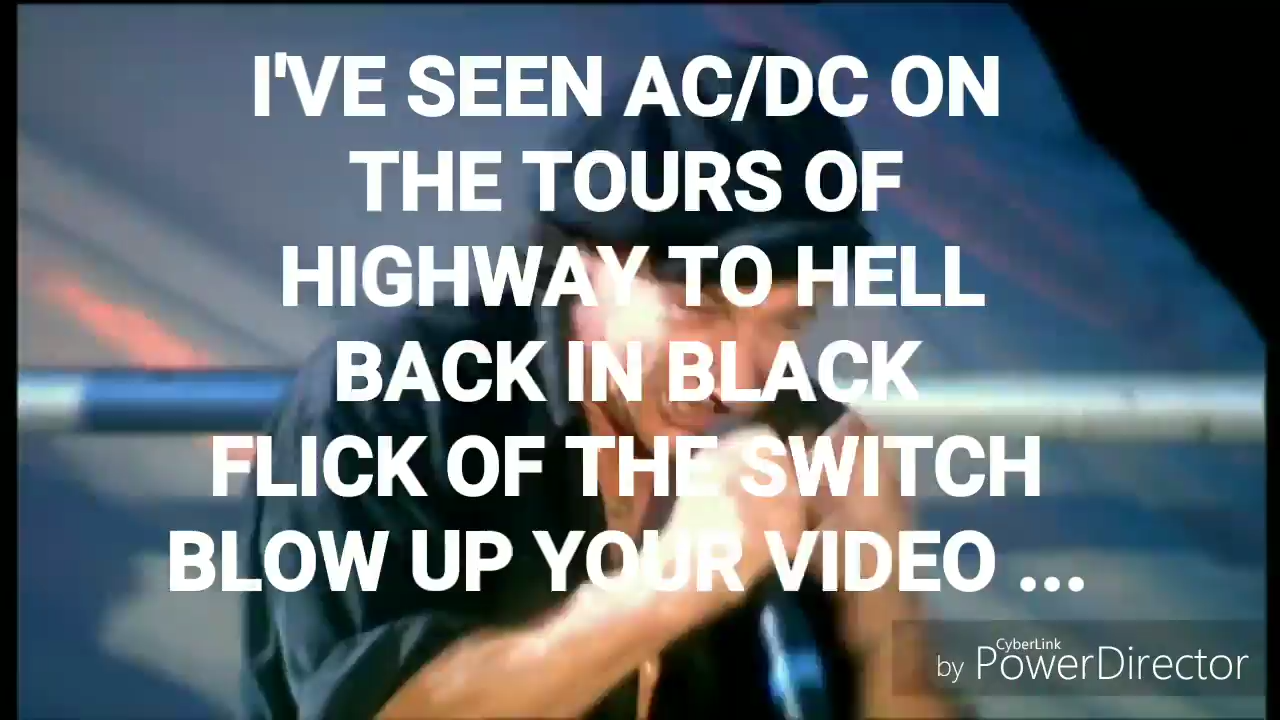 I'VE SEEN AC/DC ON
THE TOURS OF
HIGHWAY TO HELL
BACK IN BLACK
FLICK OF THE SWITCH
BLOW UP YOUR VIDEO ...
CyberLink
by PowerDirector